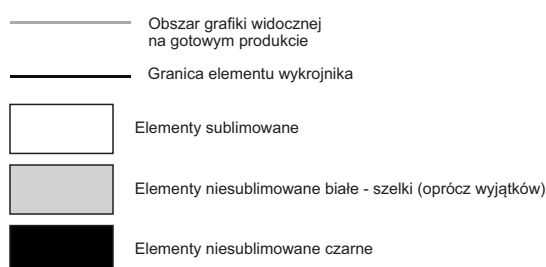 Obszar grafiki widocznej
na gotowym produkcie
Granica elementu wykrojnika
Elementy sublimowane
Elementy niesublimowane białe - szelki (oprócz wyjątków)
Elementy niesublimowane czarne